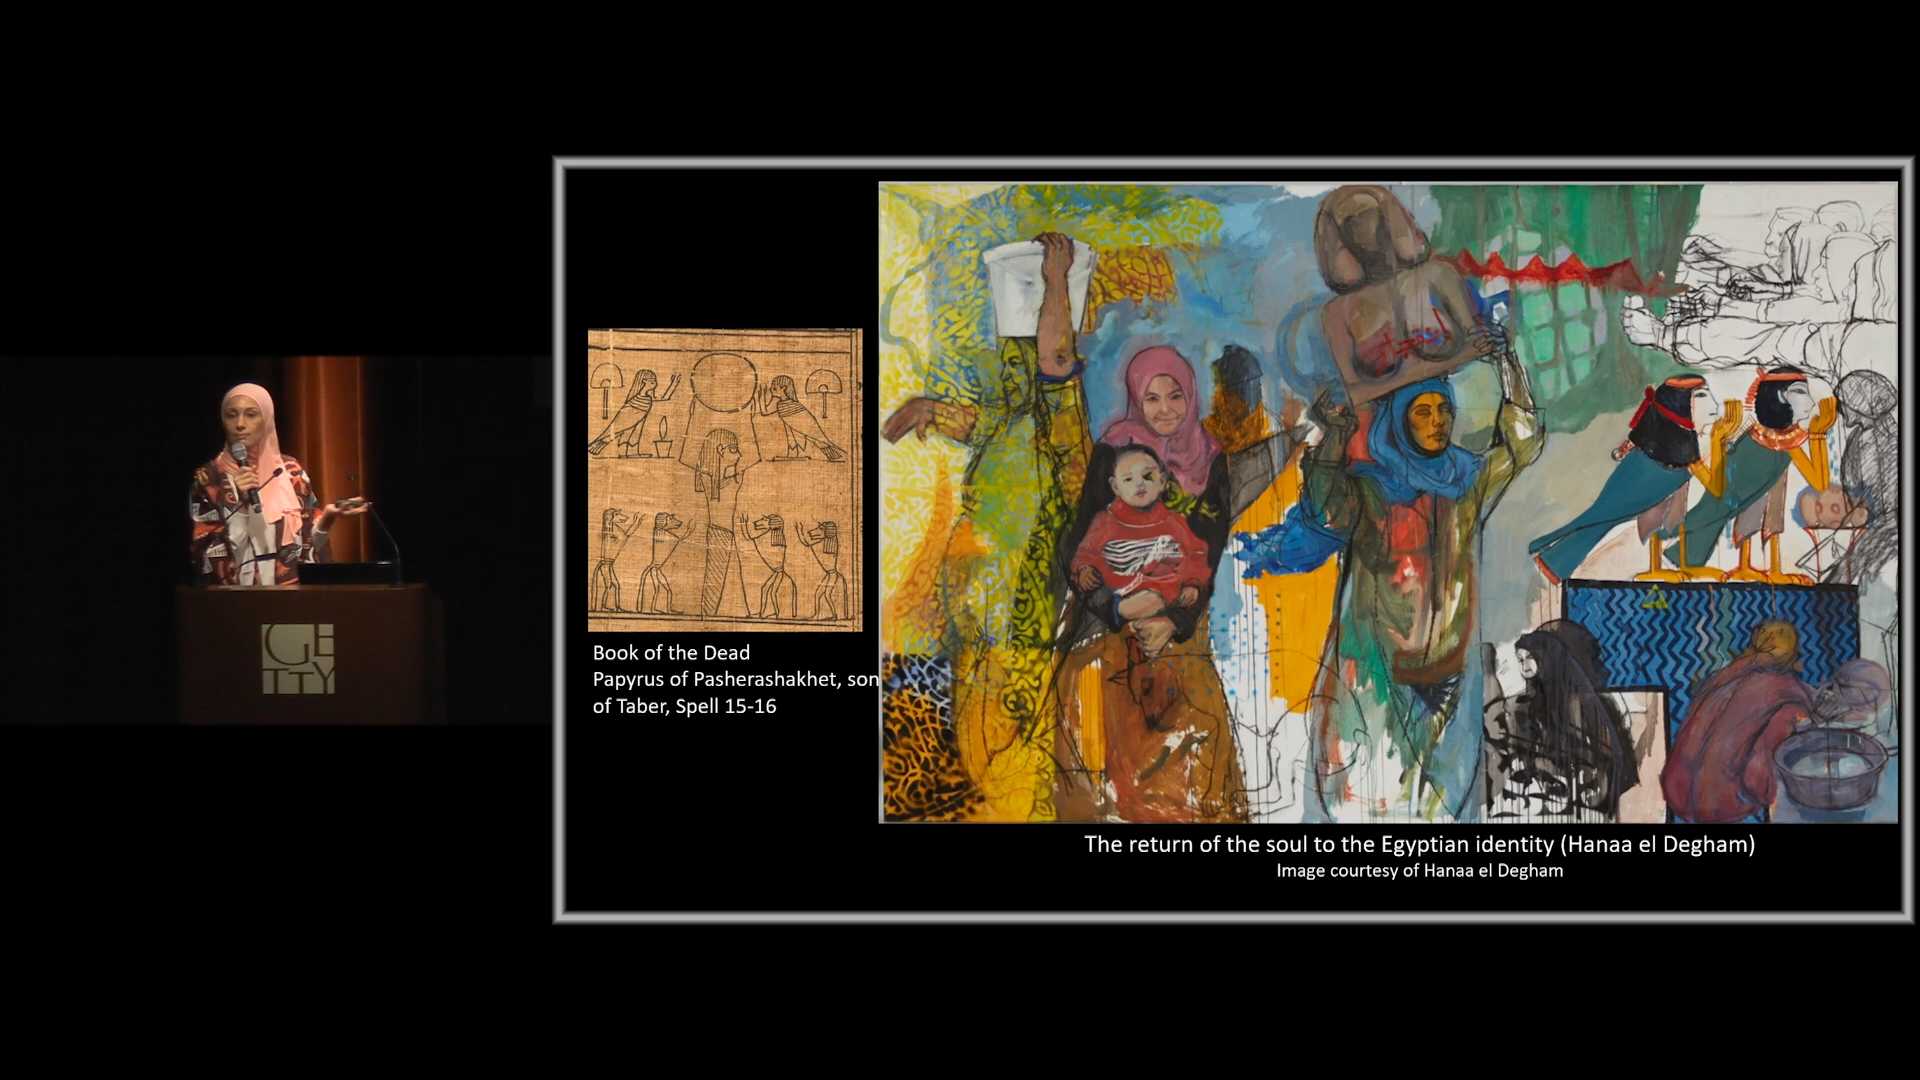 GETTY
Book of the Dead
Papyrus of Pasherashakhet, son
of Taber, Spell 15-16
The return of the soul to the Egyptian identity (Hanaa el Degham)
Image courtesy of Hanaa el Degham